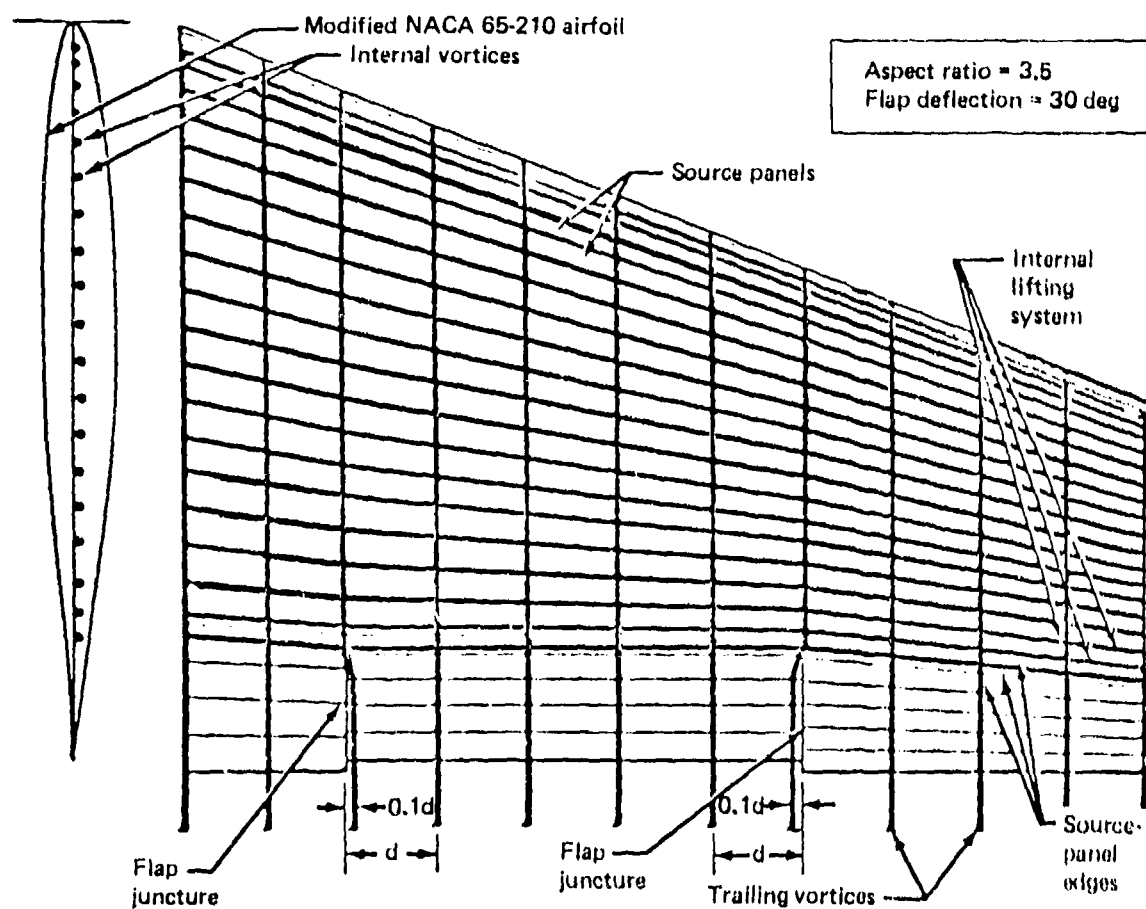 Modified NACA 65-210 airfoil
Internal vortices
Aspect ratio = 3.5
Flap deflection = 30 deg
Source panels
Internal
lifting
system
0.1d
0.1d
d
d
Flap
juncture
Flap
juncture
Trailing vortices
Source-
panel
edges